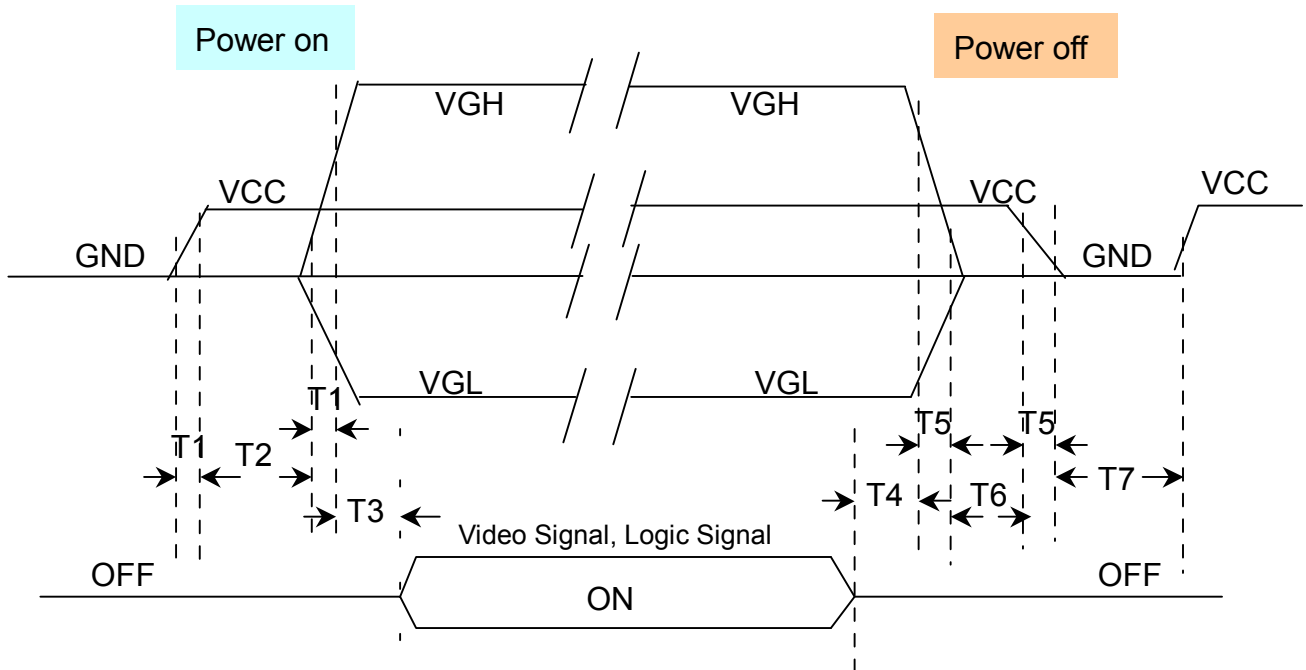 Power on
Power off
VGH VGH
VCC VCC VCC
GND GND
VGL VGL
T1 T5 T5
T1 T2 T7
T3 T4 T6
Video Signal, Logic Signal
OFF OFF
ON